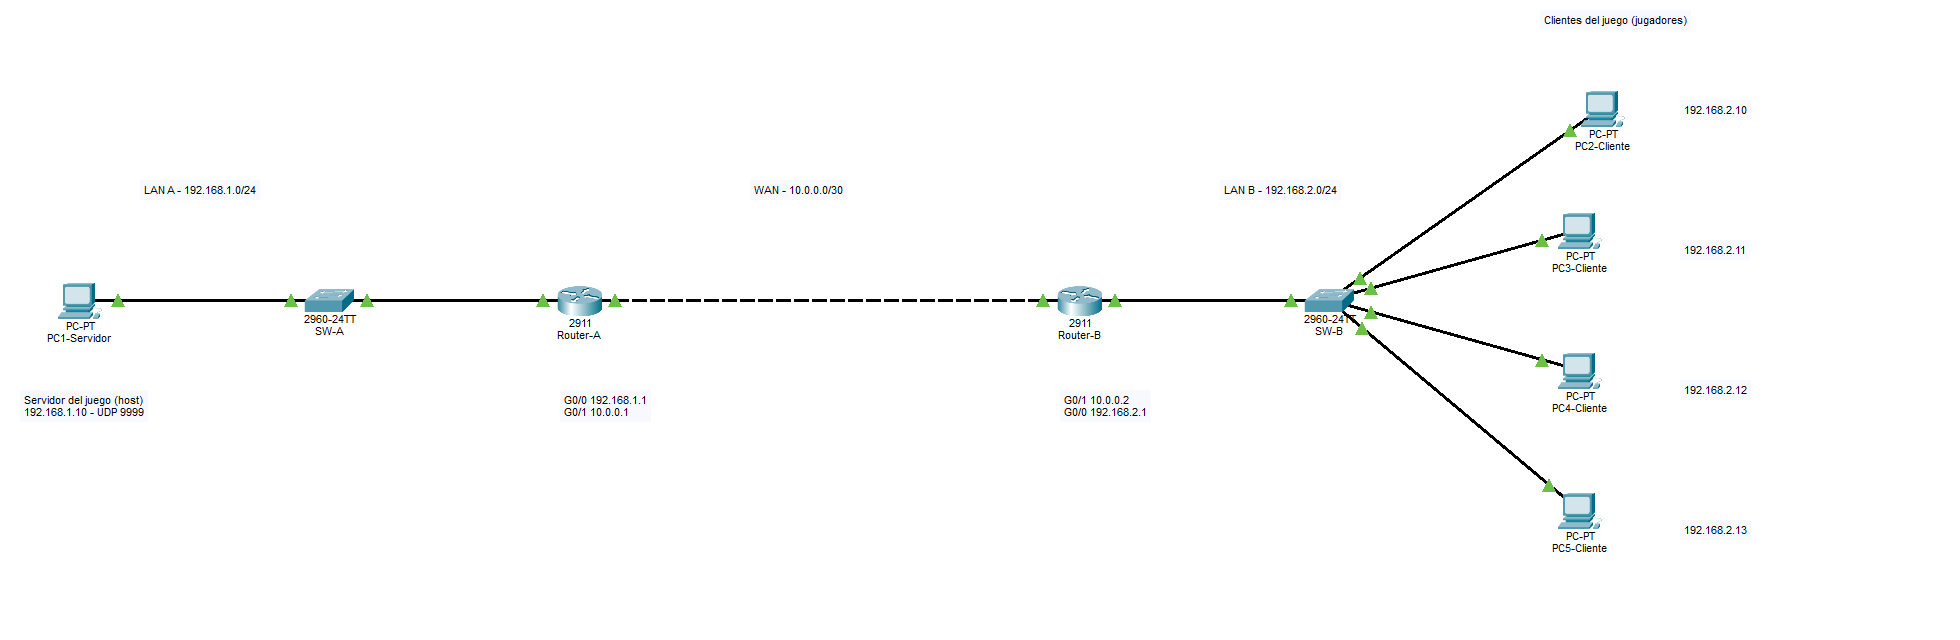 Clientes del juego (jugadores)
PC-PT
PC2-Cliente
192.168.2.10
LAN A - 192.168.1.0/24
WAN - 10.0.0.0/30
LAN B - 192.168.2.0/24
PC-PT
PC3-Cliente
192.168.2.11
PC-PT
PC1-Servidor
2960-24TT
SW-A
2911
Router-A
2911
Router-B
2960-24TT
SW-B
PC-PT
PC4-Cliente
192.168.2.12
Servidor del juego (host)
192.168.1.10 - UDP 9999
G0/0 192.168.1.1
G0/1 10.0.0.1
G0/1 10.0.0.2
G0/0 192.168.2.1
PC-PT
PC5-Cliente
192.168.2.13